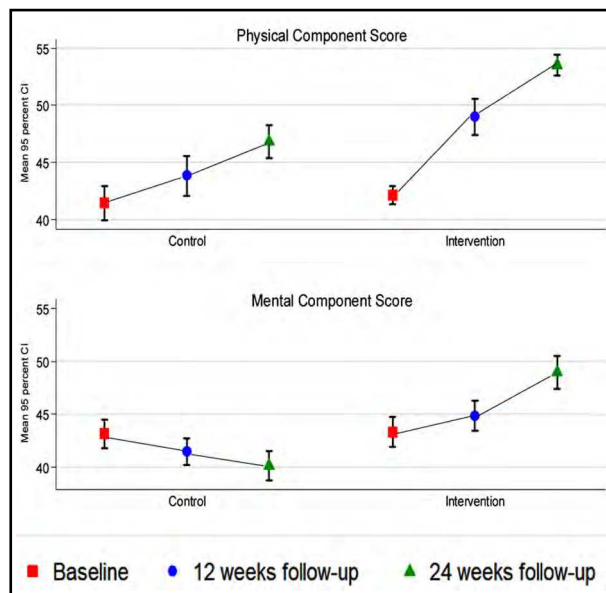 Physical Component Score
Mean 95 percent CI
55
50
45
40
Control Intervention
Mental Component Score
Mean 95 percent CI
55
50
45
40
Control Intervention
Baseline 12 weeks follow-up 24 weeks follow-up